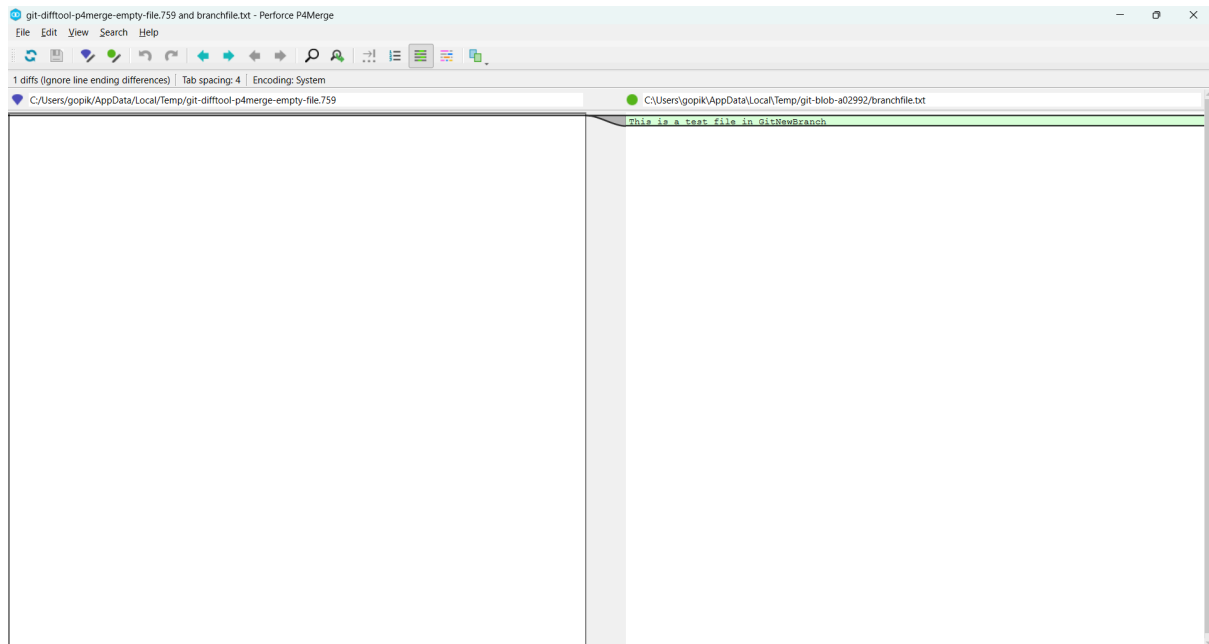 git-difftool-p4merge-empty-file.759 and branchfile.txt - Perforce P4Merge
File Edit View Search Help
1 diffs (Ignore line ending differences) Tab spacing: 4 Encoding: System
C:/Users/gopik/AppData/Local/Temp/git-difftool-p4merge-empty-file.759
C:\Users\gopik\AppData\Local\Temp/git-blob-a02992/branchfile.txt
This is a test file in GitNewBranch